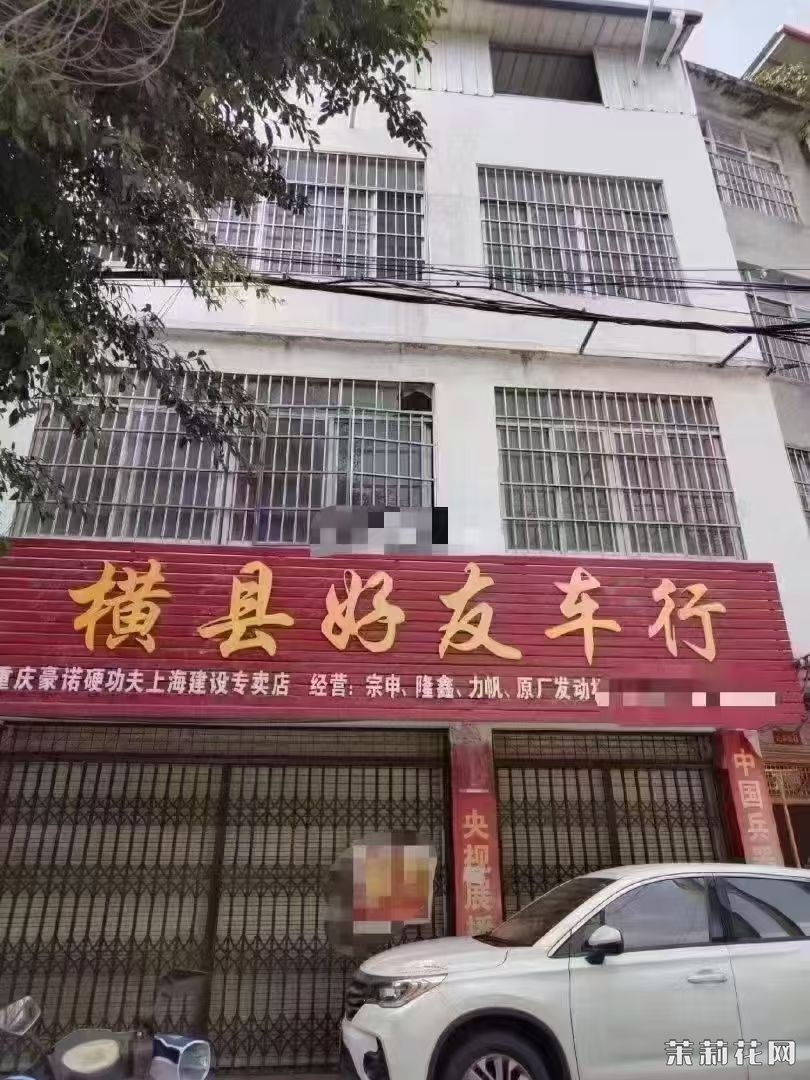 横县好友车行
重庆豪诺硬功夫上海建设专卖店 经营：宗申、隆鑫、力帆、原厂发动
央视展播
中国兵器
茉莉花网